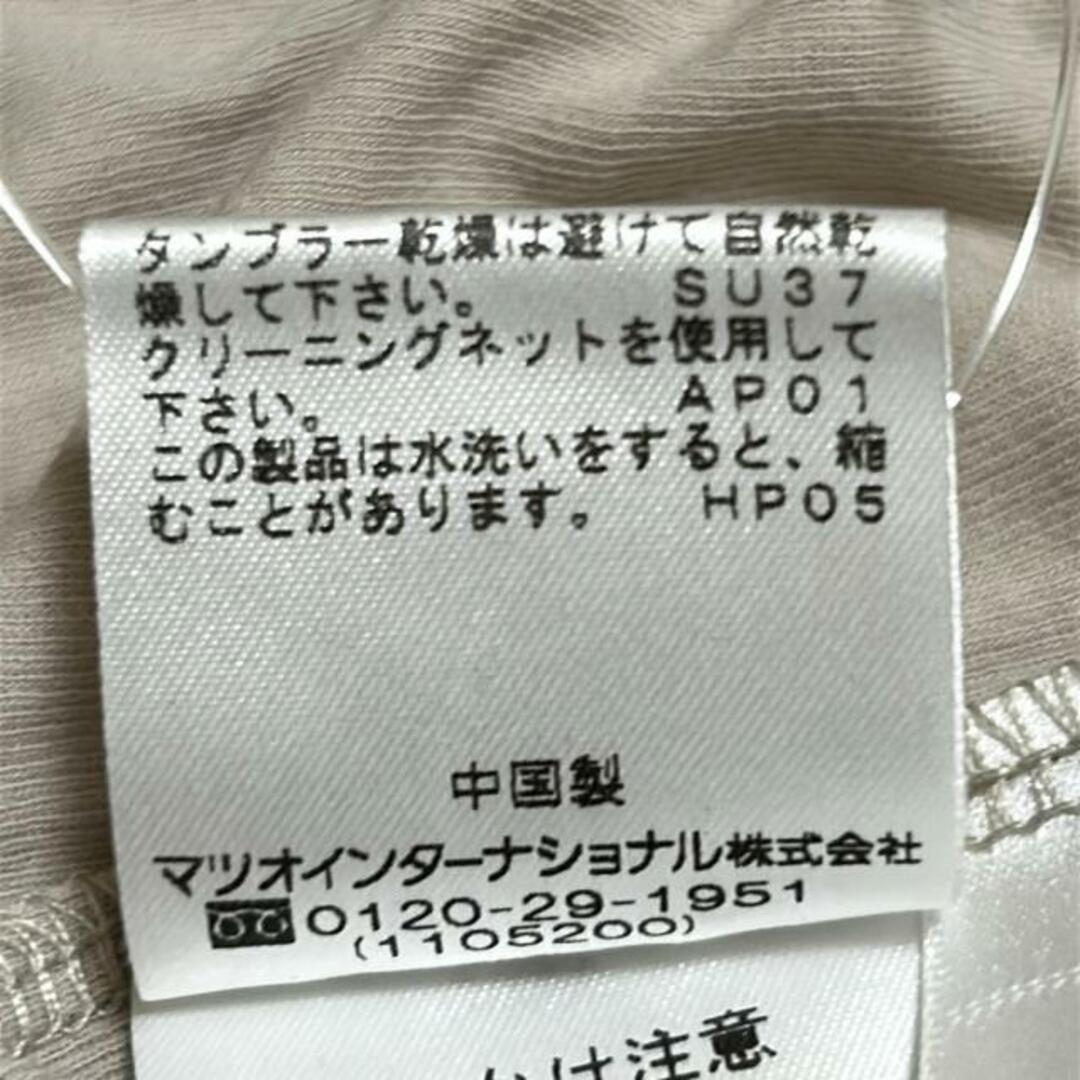 タンブラー乾燥は避けて自然乾
燥して下さい。 SU37
クリーニングネットを使用して
下さい。 AP01
この製品は水洗いをすると、縮
むことがあります。 HP05
中国製
マツオインターナショナル株式会社
0120-29-1951
(1105200)
は注意